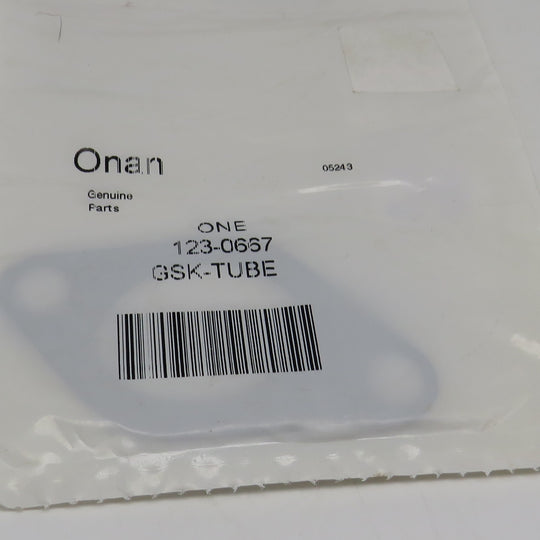 Onan
05243
Genuine
Parts
ONE
123-0667
GSK-TUBE